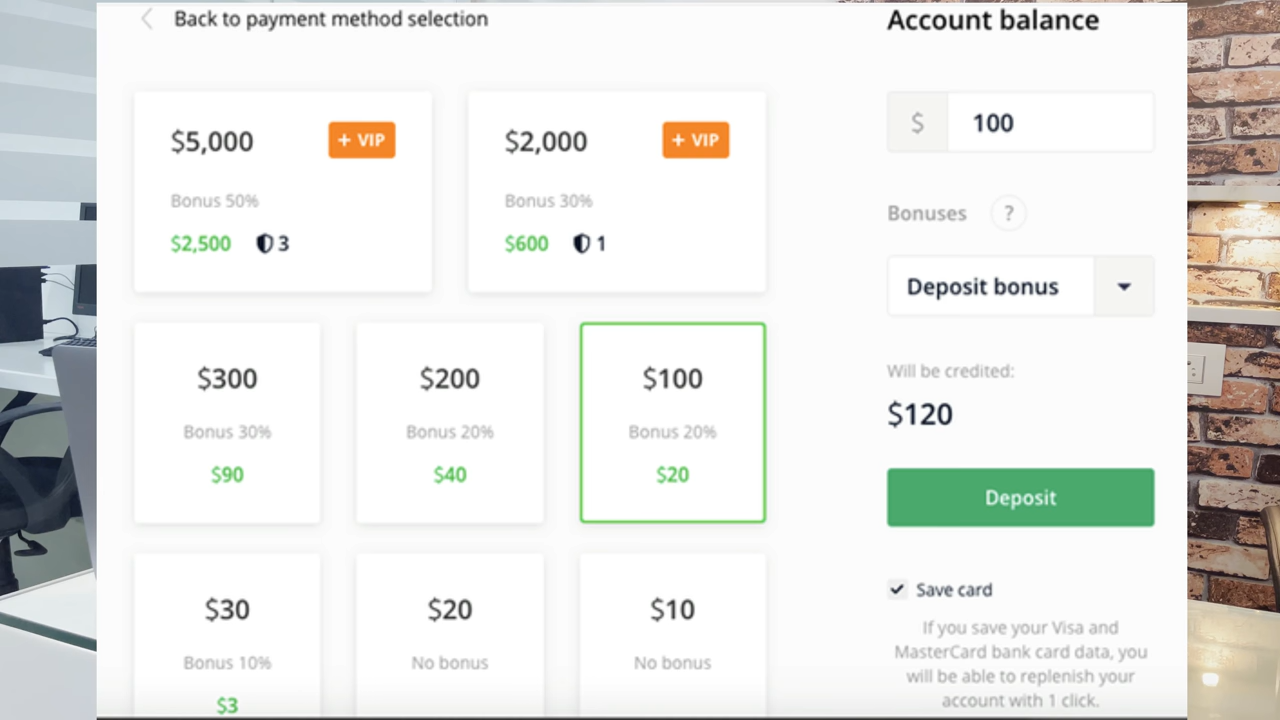 Back to payment method selection
Account balance
$5,000
+ VIP
Bonus 50%
$2,500
3
$2,000
+ VIP
Bonus 30%
$600
1
$300
Bonus 30%
$90
$200
Bonus 20%
$40
$100
Bonus 20%
$20
$30
Bonus 10%
$3
$20
No bonus
$10
No bonus
$ 100
Bonuses ?
Deposit bonus
Will be credited:
$120
Deposit
Save card
If you save your Visa and
MasterCard bank card data, you
will be able to replenish your
account with 1 click.